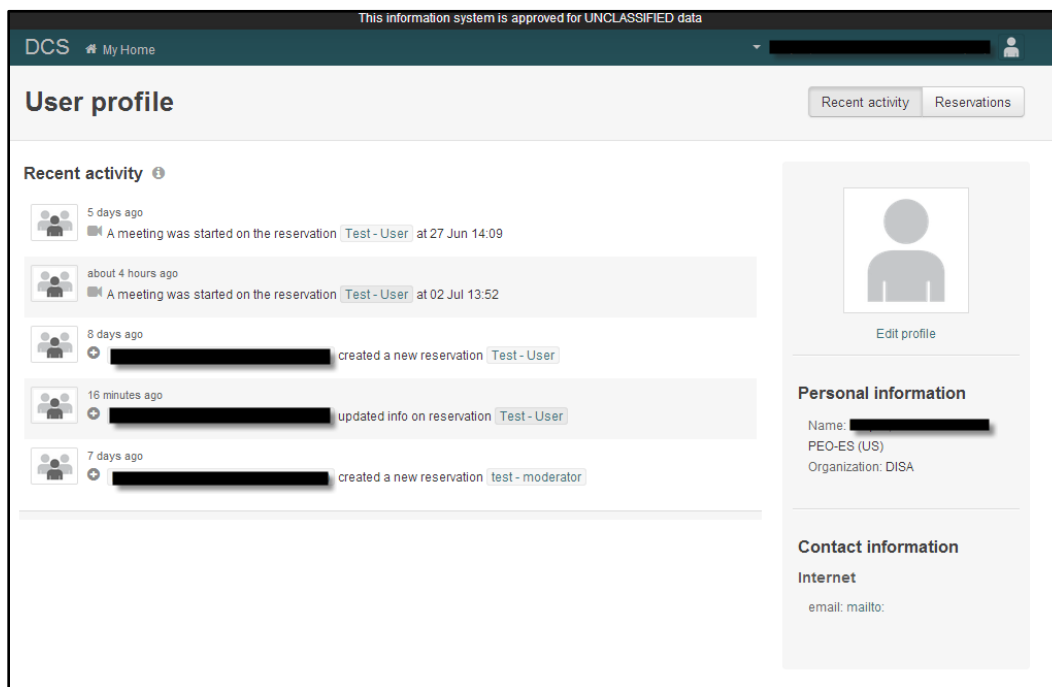 This information system is approved for UNCLASSIFIED data
DCS My Home
User profile
Recent activity Reservations
Recent activity
5 days ago
A meeting was started on the reservation Test - User at 27 Jun 14:09
about 4 hours ago
A meeting was started on the reservation Test - User at 02 Jul 13:52
8 days ago
created a new reservation Test - User
16 minutes ago
updated info on reservation Test - User
7 days ago
created a new reservation test - moderator
Edit profile
Personal information
Name:
PEO-ES (US)
Organization: DISA
Contact information
Internet
email: mailto: